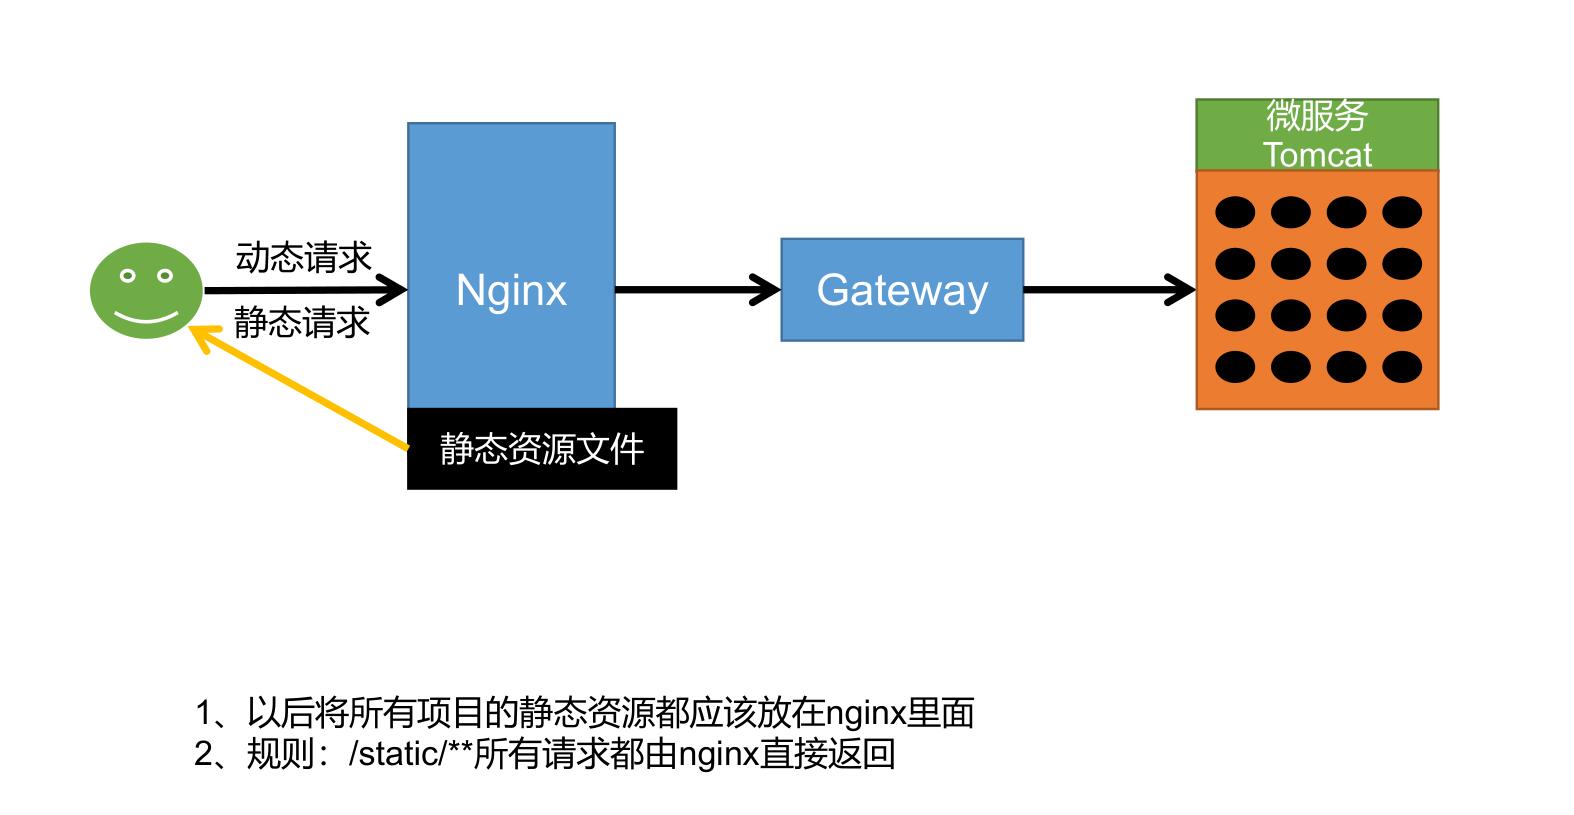 微服务
Tomcat
动态请求
静态请求
Nginx
Gateway
静态资源文件
1、以后将所有项目的静态资源都应该放在nginx里面
2、规则：/static/**所有请求都由nginx直接返回